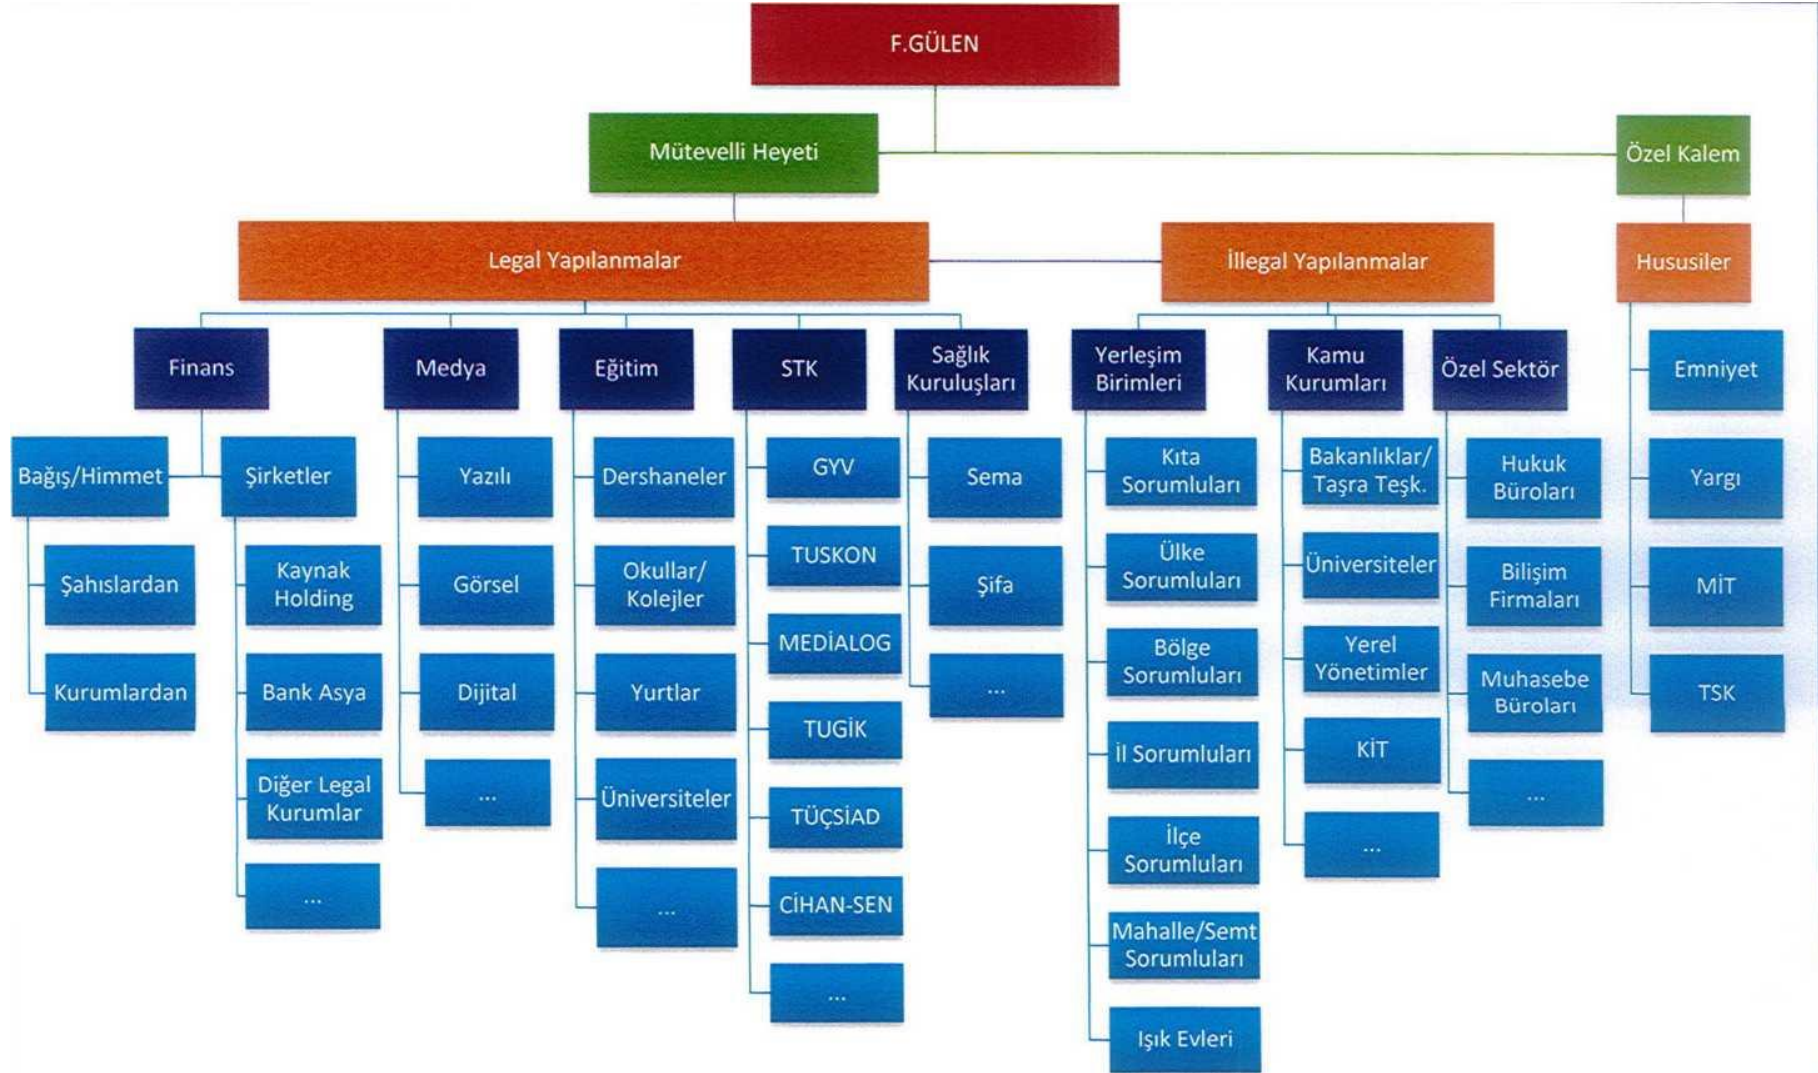 F.GÜLEN
Mütevelli Heyeti
Özel Kalem
Legal Yapılanmalar
İllegal Yapılanmalar
Hususiler
Finans
Medya
Eğitim
STK
Sağlık
Kuruluşları
Yerleşim
Birimleri
Kamu
Kurumları
Özel Sektör
Bağış/Himmet
Şahıslardan
Kurumlardan
Şirketler
Kaynak
Holding
Bank Asya
Diğer Legal
Kurumlar
...
Yazılı
Görsel
Dijital
...
Dershaneler
Okullar/
Kolejler
Yurtlar
Üniversiteler
...
GYV
TUSKON
MEDİALOG
TUGİK
TÜÇSİAD
CİHAN-SEN
...
Sema
Şifa
...
Kıta
Sorumluları
Ülke
Sorumluları
Bölge
Sorumluları
İl Sorumluları
İlçe
Sorumluları
Mahalle/Semt
Sorumluları
Işık Evleri
Bakanlıklar/
Taşra Teşk.
Üniversiteler
Yerel
Yönetimler
KİT
...
Hukuk
Büroları
Bilişim
Firmaları
Muhasebe
Büroları
...
Emniyet
Yargı
MİT
TSK